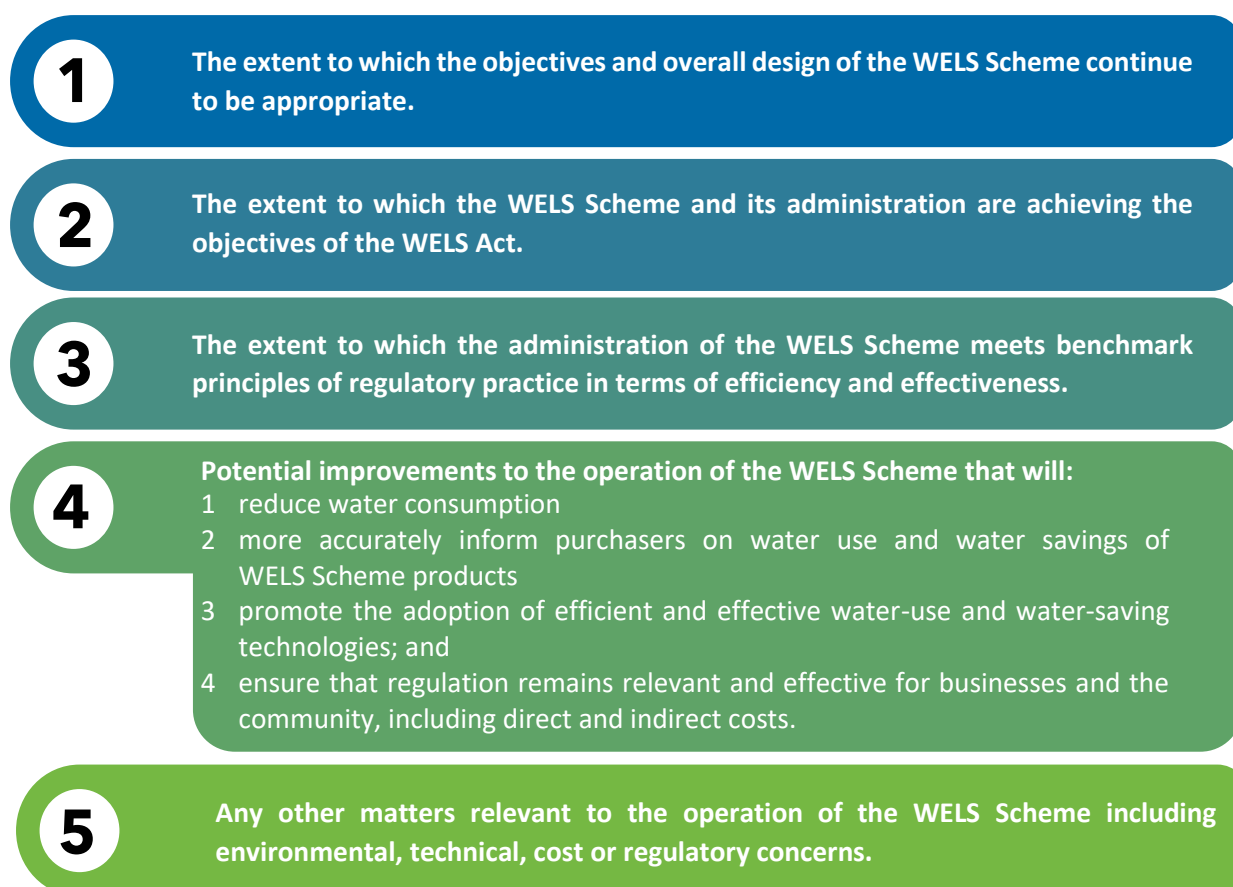 1
The extent to which the objectives and overall design of the WELS Scheme continue
to be appropriate.
2
The extent to which the WELS Scheme and its administration are achieving the
objectives of the WELS Act.
3
The extent to which the administration of the WELS Scheme meets benchmark
principles of regulatory practice in terms of efficiency and effectiveness.
4
Potential improvements to the operation of the WELS Scheme that will:
1 reduce water consumption
2 more accurately inform purchasers on water use and water savings of
WELS Scheme products
3 promote the adoption of efficient and effective water-use and water-saving
technologies; and
4 ensure that regulation remains relevant and effective for businesses and the
community, including direct and indirect costs.
5
Any other matters relevant to the operation of the WELS Scheme including
environmental, technical, cost or regulatory concerns.